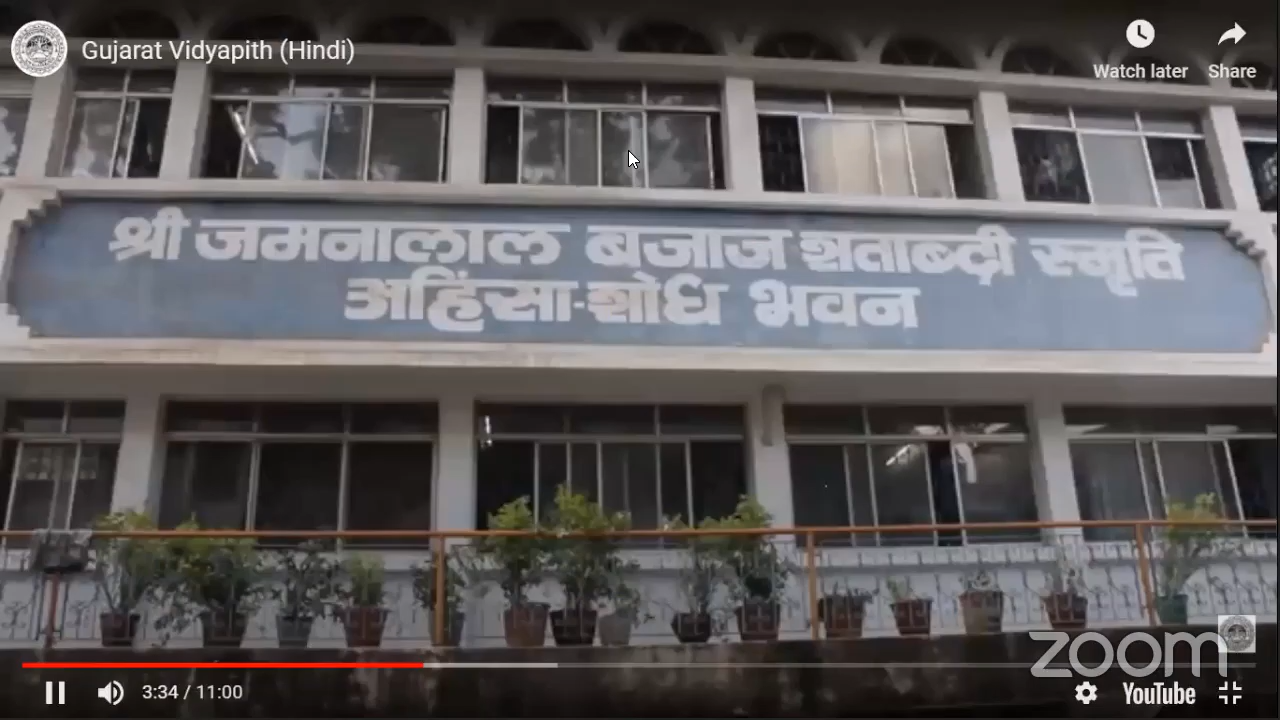 Gujarat Vidyapith (Hindi)
Watch later
Share
श्री जमनालाल बजाज शताब्दी स्मृति
अहिंसा-शोध भवन
zoom
3:34 / 11:00
YouTube